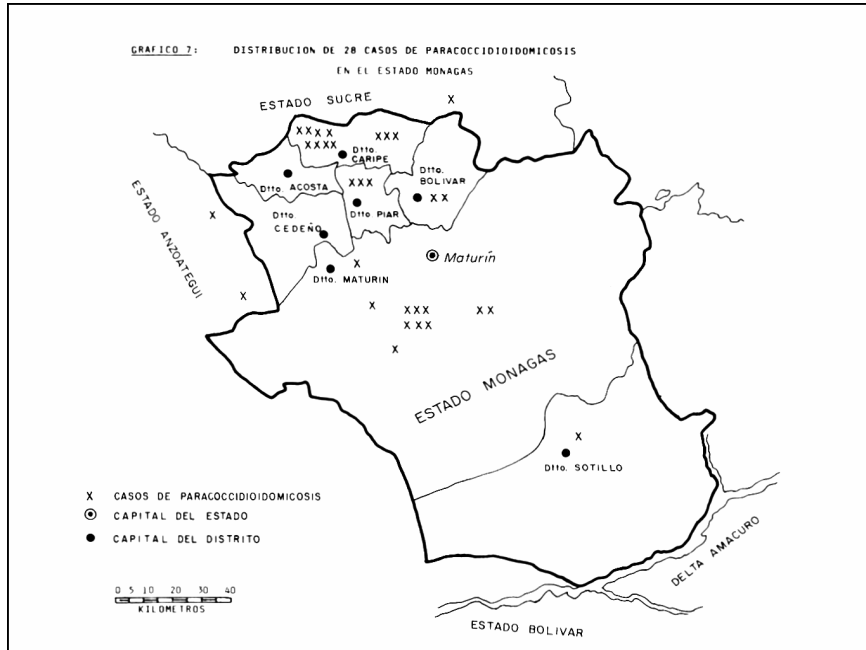 GRAFICO 7: DISTRIBUCION DE 28 CASOS DE PARACOCCIDIOIDOMICOSIS
EN EL ESTADO MONAGAS
ESTADO SUCRE
X
X X X X
X X X
X X X X
Dtto.
CARIPE
Dtto.
BOLIVAR
Dtto. ACOSTA
X X X
X X
ESTADO ANZOATEGUI
X
Dtto.
CEDEÑO
Dtto PIAR
Maturín
X
Dtto. MATURIN
X
X
X X X
X X
X X X
X
ESTADO MONAGAS
X
Dtto. SOTILLO
X CASOS DE PARACOCCIDIOIDOMICOSIS
CAPITAL DEL ESTADO
CAPITAL DEL DISTRITO
DELTA AMACURO
0 5 10 20 30 40
KILOMETROS
ESTADO BOLIVAR